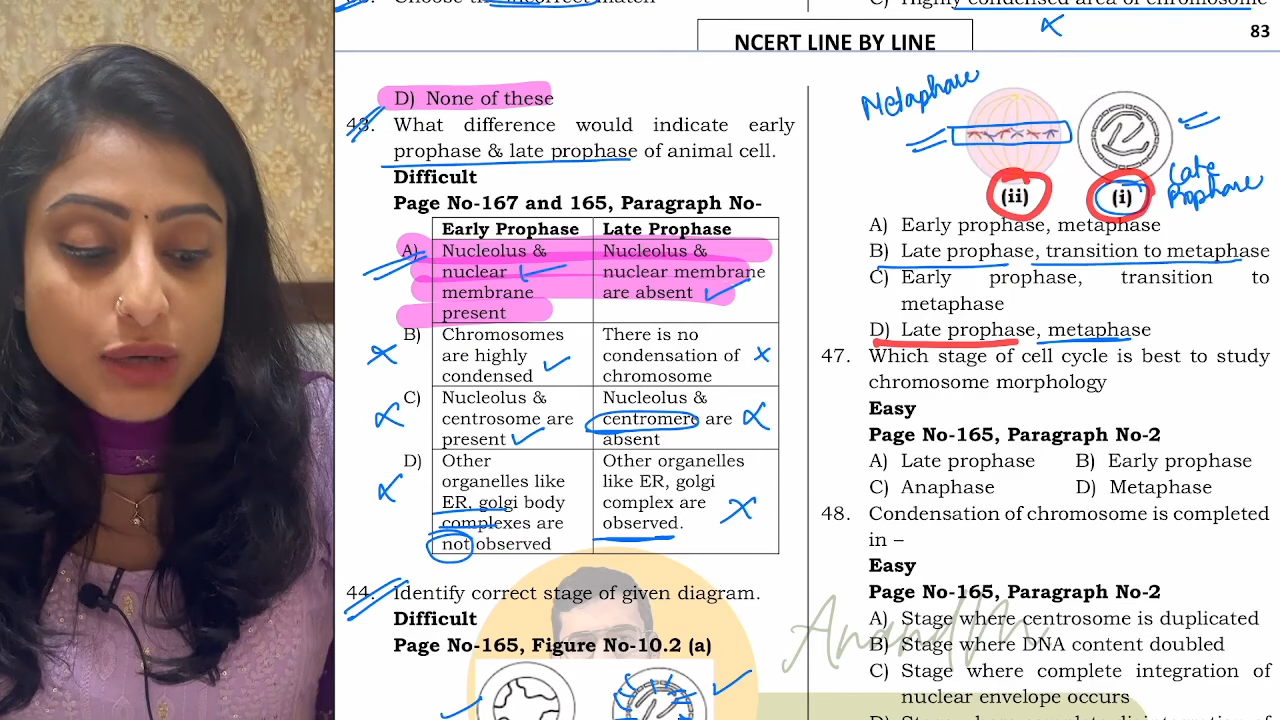 Choose the incorrect match
C) Highly condensed area of chromosome
NCERT LINE BY LINE
83
D) None of these
43. What difference would indicate early
prophase & late prophase of animal cell.
Difficult
Page No-167 and 165, Paragraph No-
Early Prophase Late Prophase
A) Nucleolus & nuclear membrane present
Nucleolus & nuclear membrane are absent
B) Chromosomes are highly condensed
There is no condensation of chromosome
C) Nucleolus & centrosome are present
Nucleolus & centromere are absent
D) Other organelles like ER, golgi body complexes are not observed
Other organelles like ER, golgi complex are observed.
44. Identify correct stage of given diagram.
Difficult
Page No-165, Figure No-10.2 (a)
Metaphase
Late
Prophase
(ii) (i)
A) Early prophase, metaphase
B) Late prophase, transition to metaphase
C) Early prophase, transition to
metaphase
D) Late prophase, metaphase
47. Which stage of cell cycle is best to study
chromosome morphology
Easy
Page No-165, Paragraph No-2
A) Late prophase B) Early prophase
C) Anaphase D) Metaphase
48. Condensation of chromosome is completed
in –
Easy
Page No-165, Paragraph No-2
A) Stage where centrosome is duplicated
B) Stage where DNA content doubled
C) Stage where complete integration of
nuclear envelope occurs